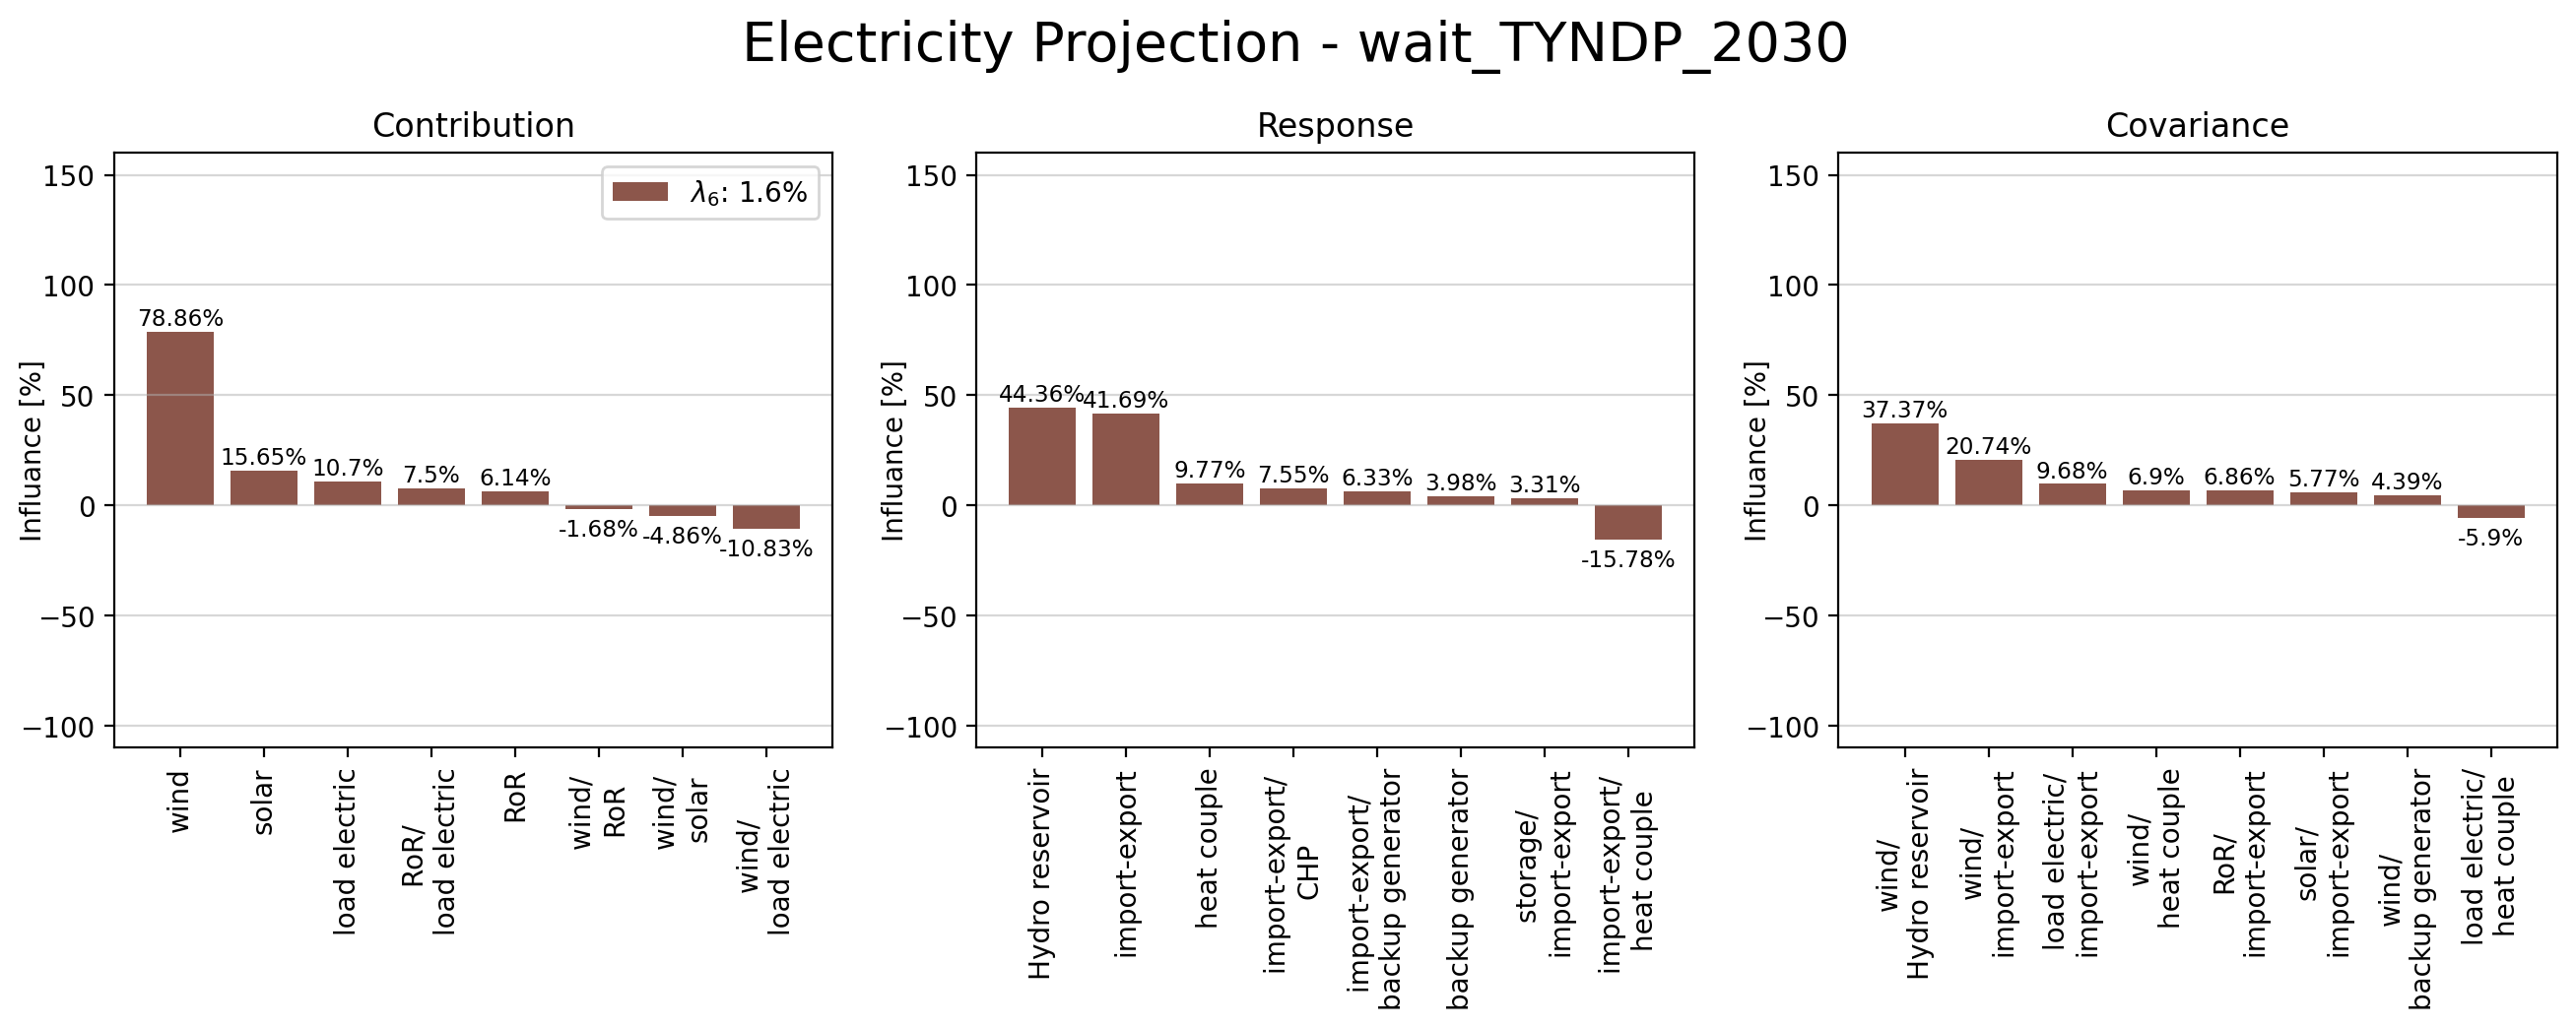 Electricity Projection - wait_TYNDP_2030
Contribution
Influance [%]
150
100
50
0
−50
−100
λ6: 1.6%
78.86%
15.65%
10.7%
7.5%
6.14%
-1.68%
-4.86%
-10.83%
wind
solar
load electric
RoR/
load electric
RoR
wind/
RoR
wind/
solar
wind/
load electric
Response
Influance [%]
150
100
50
0
−50
−100
44.36%
41.69%
9.77%
7.55%
6.33%
3.98%
3.31%
-15.78%
Hydro reservoir
import-export
heat couple
import-export/
CHP
import-export/
backup generator
backup generator
storage/
import-export
import-export/
heat couple
Covariance
Influance [%]
150
100
50
0
−50
−100
37.37%
20.74%
9.68%
6.9%
6.86%
5.77%
4.39%
-5.9%
wind/
Hydro reservoir
wind/
import-export
load electric/
import-export
wind/
heat couple
RoR/
import-export
solar/
import-export
wind/
backup generator
load electric/
heat couple